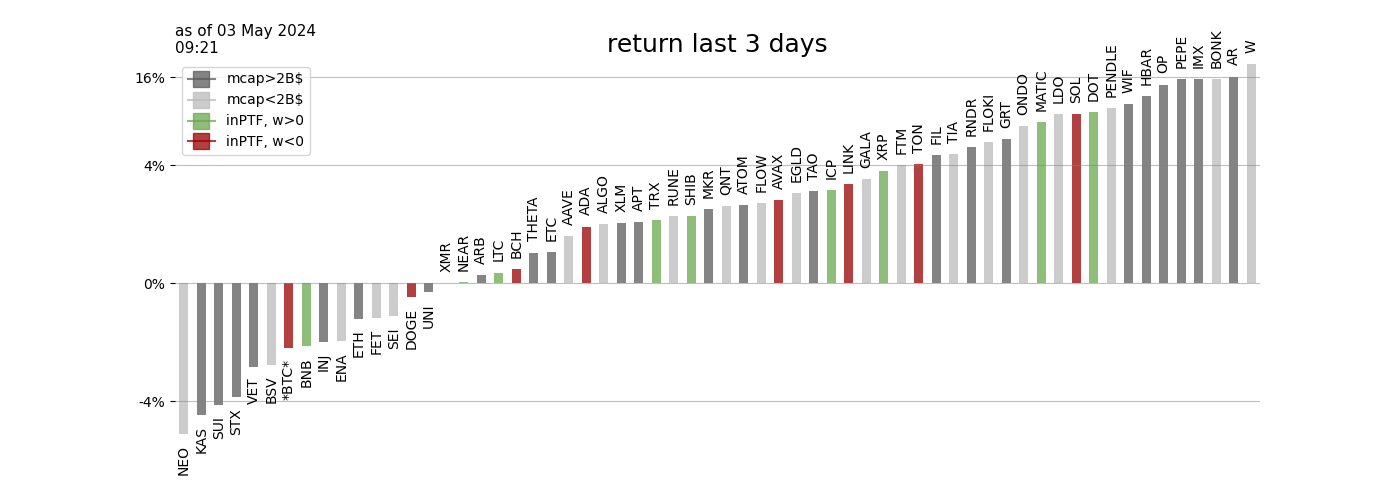 as of 03 May 2024
09:21
return last 3 days
mcap>2B$
mcap<2B$
inPTF, w>0
inPTF, w<0
16%
4%
0%
-4%
NEO
KAS
SUI
STX
VET
BSV
*BTC*
BNB
INJ
ENA
ETH
FET
SEI
DOGE
UNI
XMR
NEAR
ARB
LTC
BCH
THETA
ETC
AAVE
ADA
ALGO
XLM
APT
TRX
RUNE
SHIB
MKR
QNT
ATOM
FLOW
AVAX
EGLD
TAO
ICP
LINK
GALA
XRP
FTM
TON
FIL
TIA
RNDR
FLOKI
GRT
ONDO
MATIC
LDO
SOL
DOT
PENDLE
WIF
HBAR
OP
PEPE
IMX
BONK
AR
W